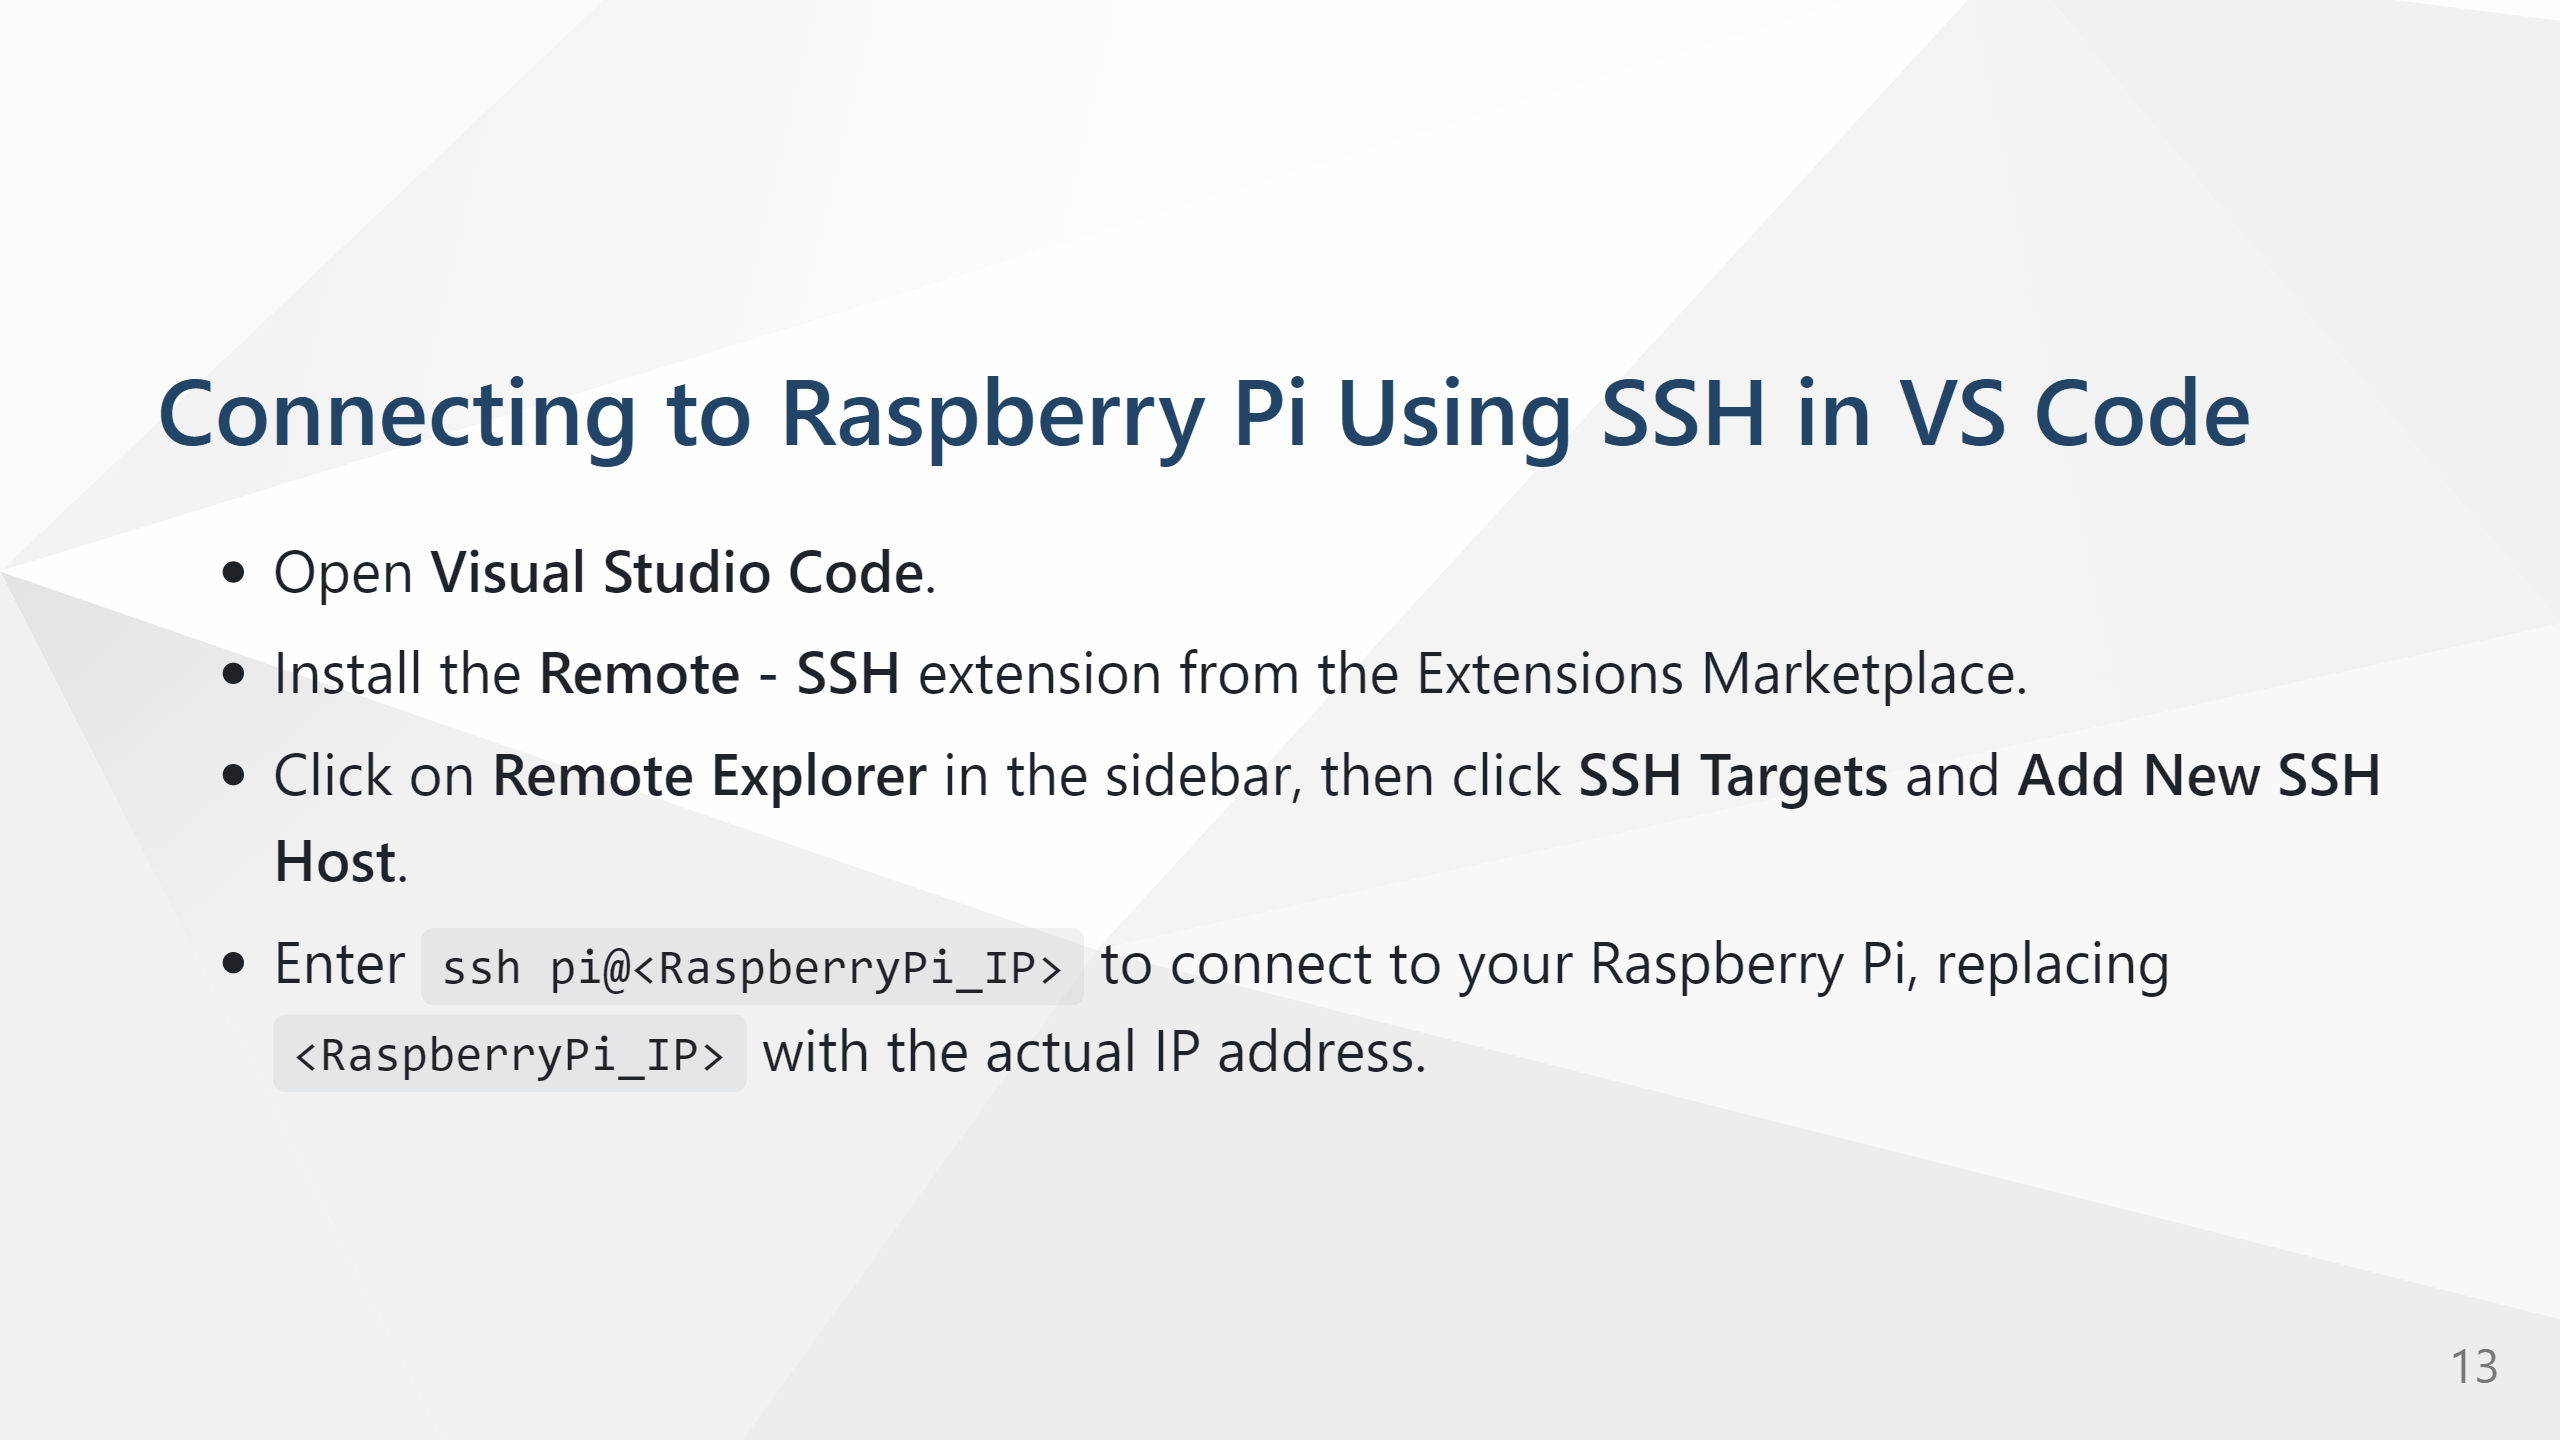 Connecting to Raspberry Pi Using SSH in VS Code
• Open Visual Studio Code.
• Install the Remote - SSH extension from the Extensions Marketplace.
• Click on Remote Explorer in the sidebar, then click SSH Targets and Add New SSH
Host.
• Enter ssh pi@<RaspberryPi_IP> to connect to your Raspberry Pi, replacing
<RaspberryPi_IP> with the actual IP address.
13